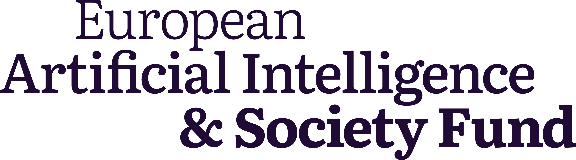 European
Artificial Intelligence
& Society Fund